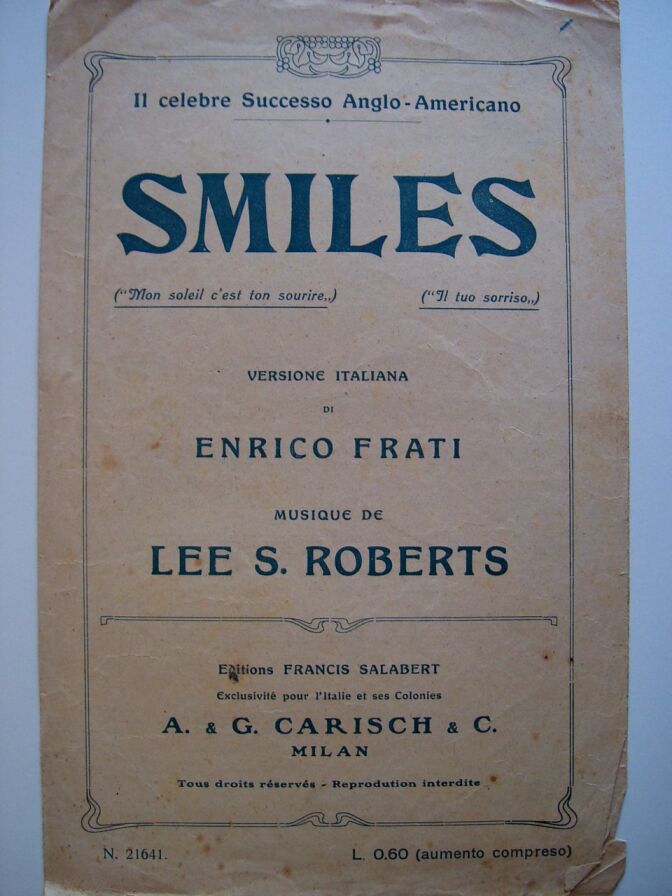 Il celebre Successo Anglo-Americano
SMILES
(“Mon soleil c'est ton sourire„) (“Il tuo sorriso„)
VERSIONE ITALIANA
DI
ENRICO FRATI
MUSIQUE DE
LEE S. ROBERTS
Editions FRANCIS SALABERT
Exclusivité pour l'Italie et ses Colonies
A. & G. CARISCH & C.
MILAN
Tous droits réservés - Reprodution interdite
N. 21641. L. 0.60 (aumento compreso)